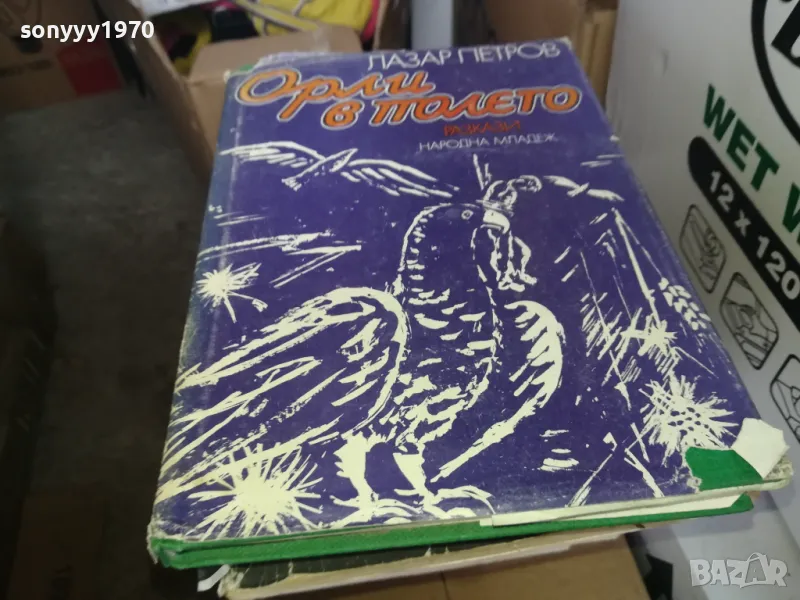 sonyyy1970
ЛАЗАР ПЕТРОВ
Орли
в полето
РАЗКАЗИ
НАРОДНА МЛАДЕЖ
WET W
12 x 120
BAZAR